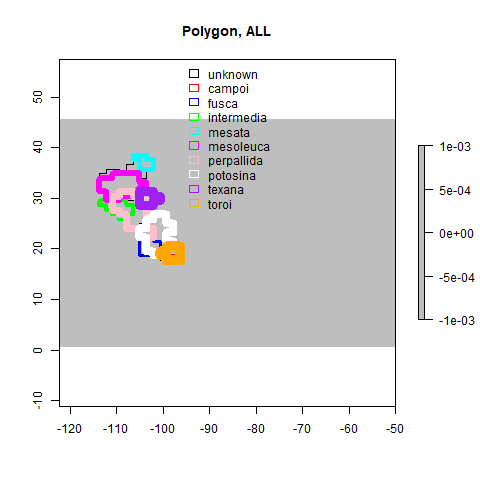 Polygon, ALL
unknown
campoi
fusca
intermedia
mesata
mesoleuca
perpallida
potosina
texana
toroi
50
40
30
20
10
0
-10
-120
-110
-100
-90
-80
-70
-60
-50
1e-03
5e-04
0e+00
-5e-04
-1e-03